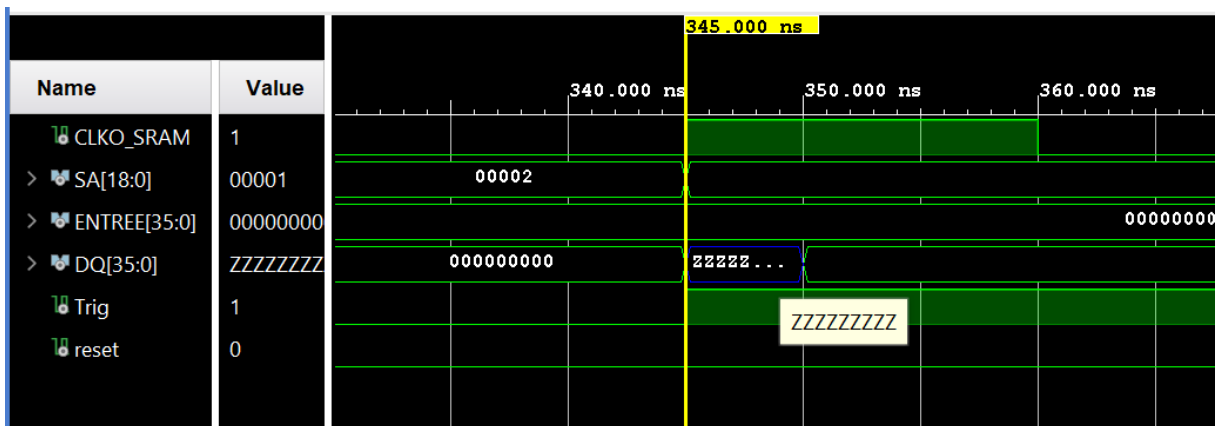 345.000 ns
Name Value 340.000 ns 350.000 ns 360.000 ns
CLKO_SRAM 1
> SA[18:0] 00001 00002
> ENTREE[35:0] 00000000 00000000
> DQ[35:0] ZZZZZZZZ 000000000 ZZZZZ...
Trig 1 ZZZZZZZZZ
reset 0